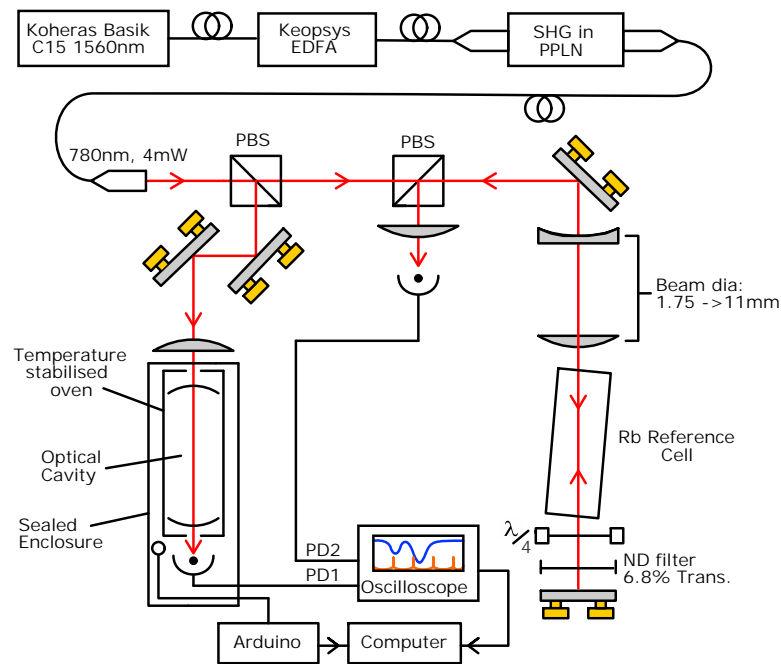 Koheras Basik
C15 1560nm
Keopsys
EDFA
SHG in
PPLN
780nm, 4mW
PBS
PBS
Beam dia:
1.75 ->11mm
Temperature
stabilised
oven
Optical
Cavity
Sealed
Enclosure
Rb Reference
Cell
λ/4
ND filter
6.8% Trans.
PD2
PD1
Oscilloscope
Arduino
Computer